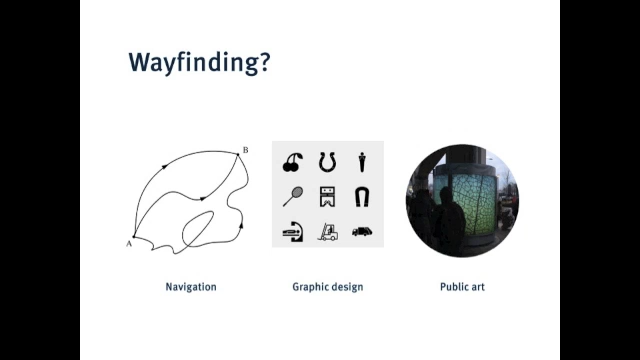 Wayfinding?
B
A
Navigation
Graphic design
Public art